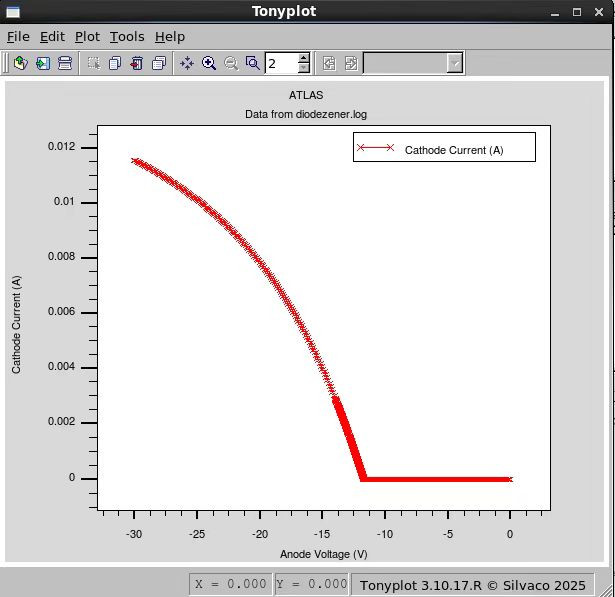 Tonyplot
File Edit Plot Tools Help
2
ATLAS
Data from diodezener.log
Cathode Current (A)
0.012
0.01
0.008
0.006
0.004
0.002
0
Cathode Current (A)
-30 -25 -20 -15 -10 -5 0
Anode Voltage (V)
X = 0.000 Y = 0.000 Tonyplot 3.10.17.R © Silvaco 2025